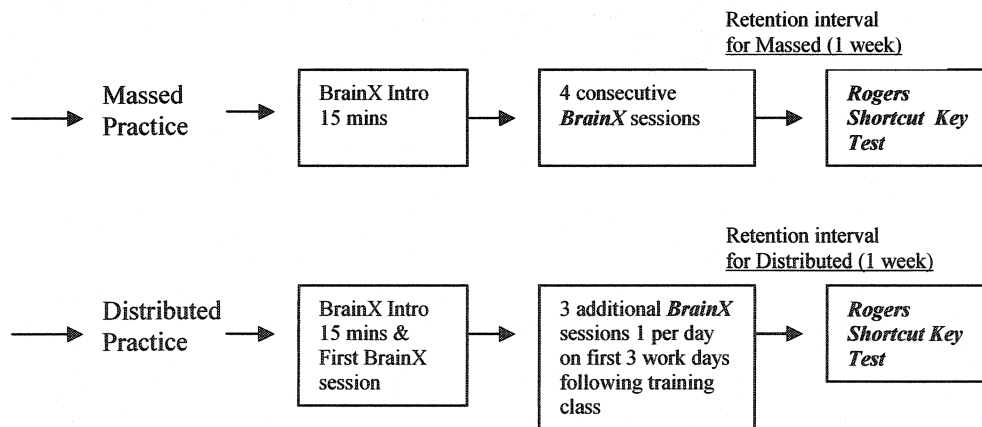 Retention interval
for Massed (1 week)
Massed
Practice
BrainX Intro
15 mins
4 consecutive
BrainX sessions
Rogers
Shortcut Key
Test
Retention interval
for Distributed (1 week)
Distributed
Practice
BrainX Intro
15 mins &
First BrainX
session
3 additional BrainX
sessions 1 per day
on first 3 work days
following training
class
Rogers
Shortcut Key
Test